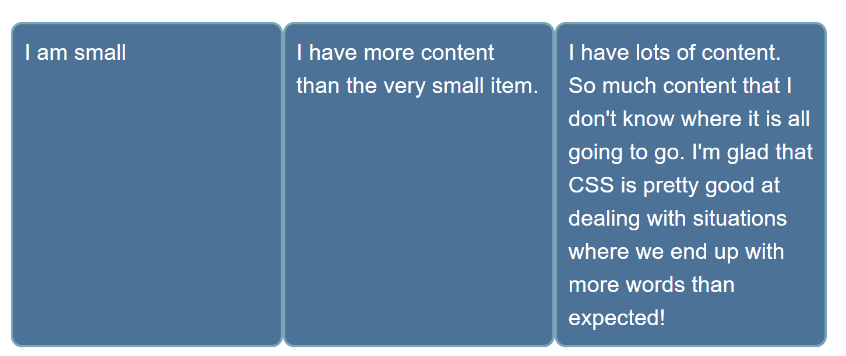 I am small
I have more content
than the very small item.
I have lots of content.
So much content that I
don't know where it is all
going to go. I'm glad that
CSS is pretty good at
dealing with situations
where we end up with
more words than
expected!